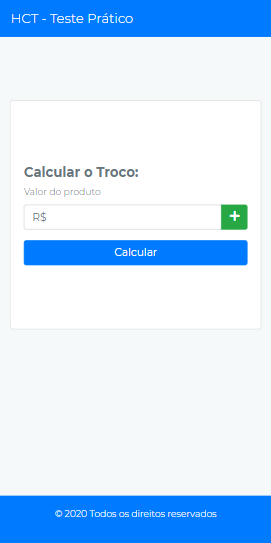 HCT - Teste Prático
Calcular o Troco:
Valor do produto
R$
Calcular
© 2020 Todos os direitos reservados